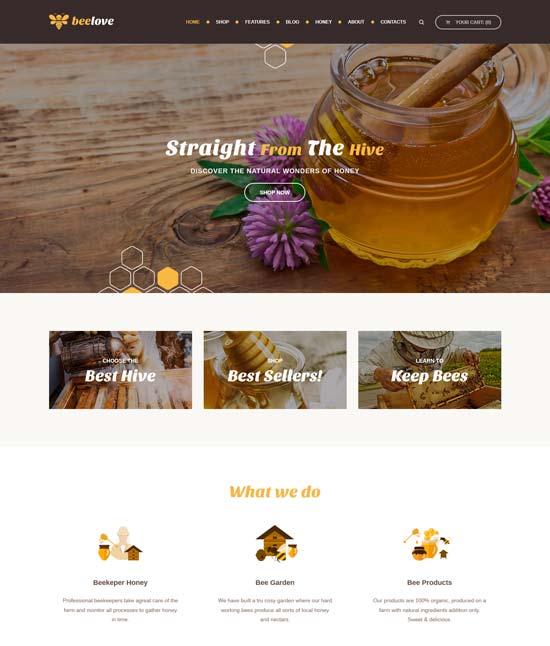 beelove
HOME SHOP FEATURES BLOG HONEY ABOUT CONTACTS YOUR CART: (0)
Straight From The Hive
DISCOVER THE NATURAL WONDERS OF HONEY
SHOP NOW
CHOOSE THE
Best Hive
SHOP
Best Sellers!
LEARN TO
Keep Bees
What we do
Beekeper Honey
Professional beekeepers take agreat care of the
farm and monitor all processes to gather honey
in time.
Bee Garden
We have built a tru cosy garden where our hard
working bees produce all sorts of local honey
and nectars.
Bee Products
Our products are 100% organic, produced on a
farm with natural ingredients addition only.
Sweet & delicious.